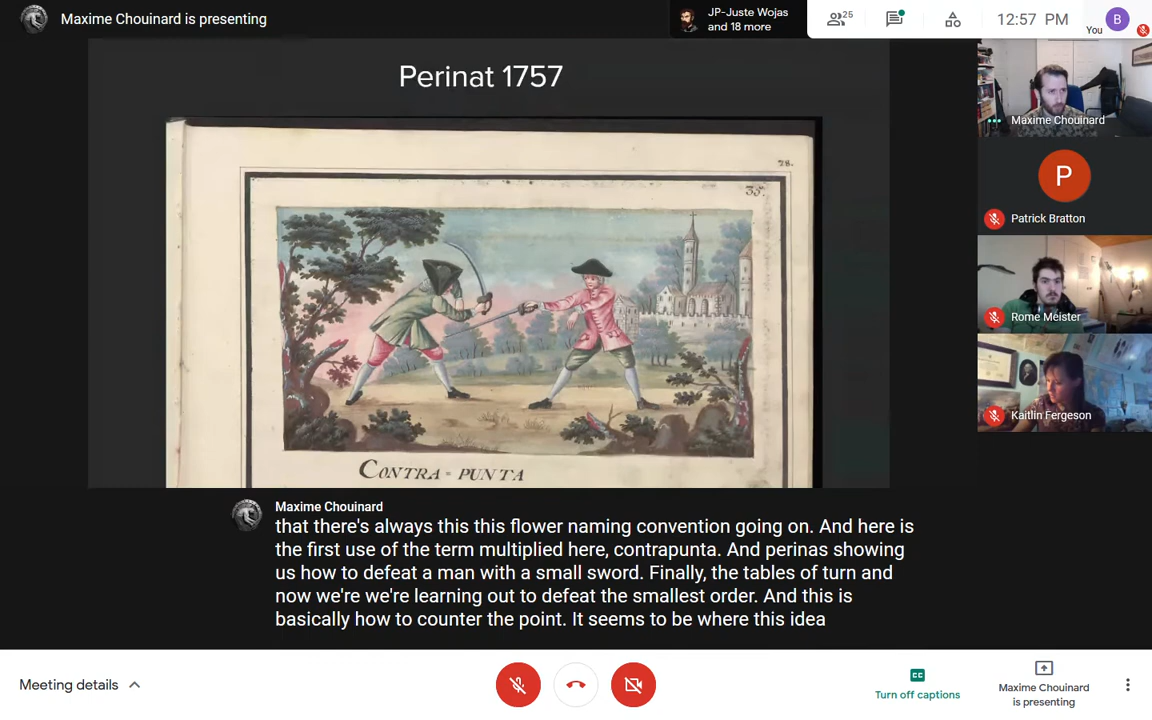 Maxime Chouinard is presenting
JP-Juste Wojas
and 18 more
25
12:57 PM
You
B
Perinat 1757
78.
35.
CONTRA = PUNTA
Maxime Chouinard
P
Patrick Bratton
Rome Meister
Kaitlin Fergeson
Maxime Chouinard
that there's always this this flower naming convention going on. And here is
the first use of the term multiplied here, contrapunta. And perinas showing
us how to defeat a man with a small sword. Finally, the tables of turn and
now we're we're learning out to defeat the smallest order. And this is
basically how to counter the point. It seems to be where this idea
Meeting details
CC
Turn off captions
Maxime Chouinard
is presenting